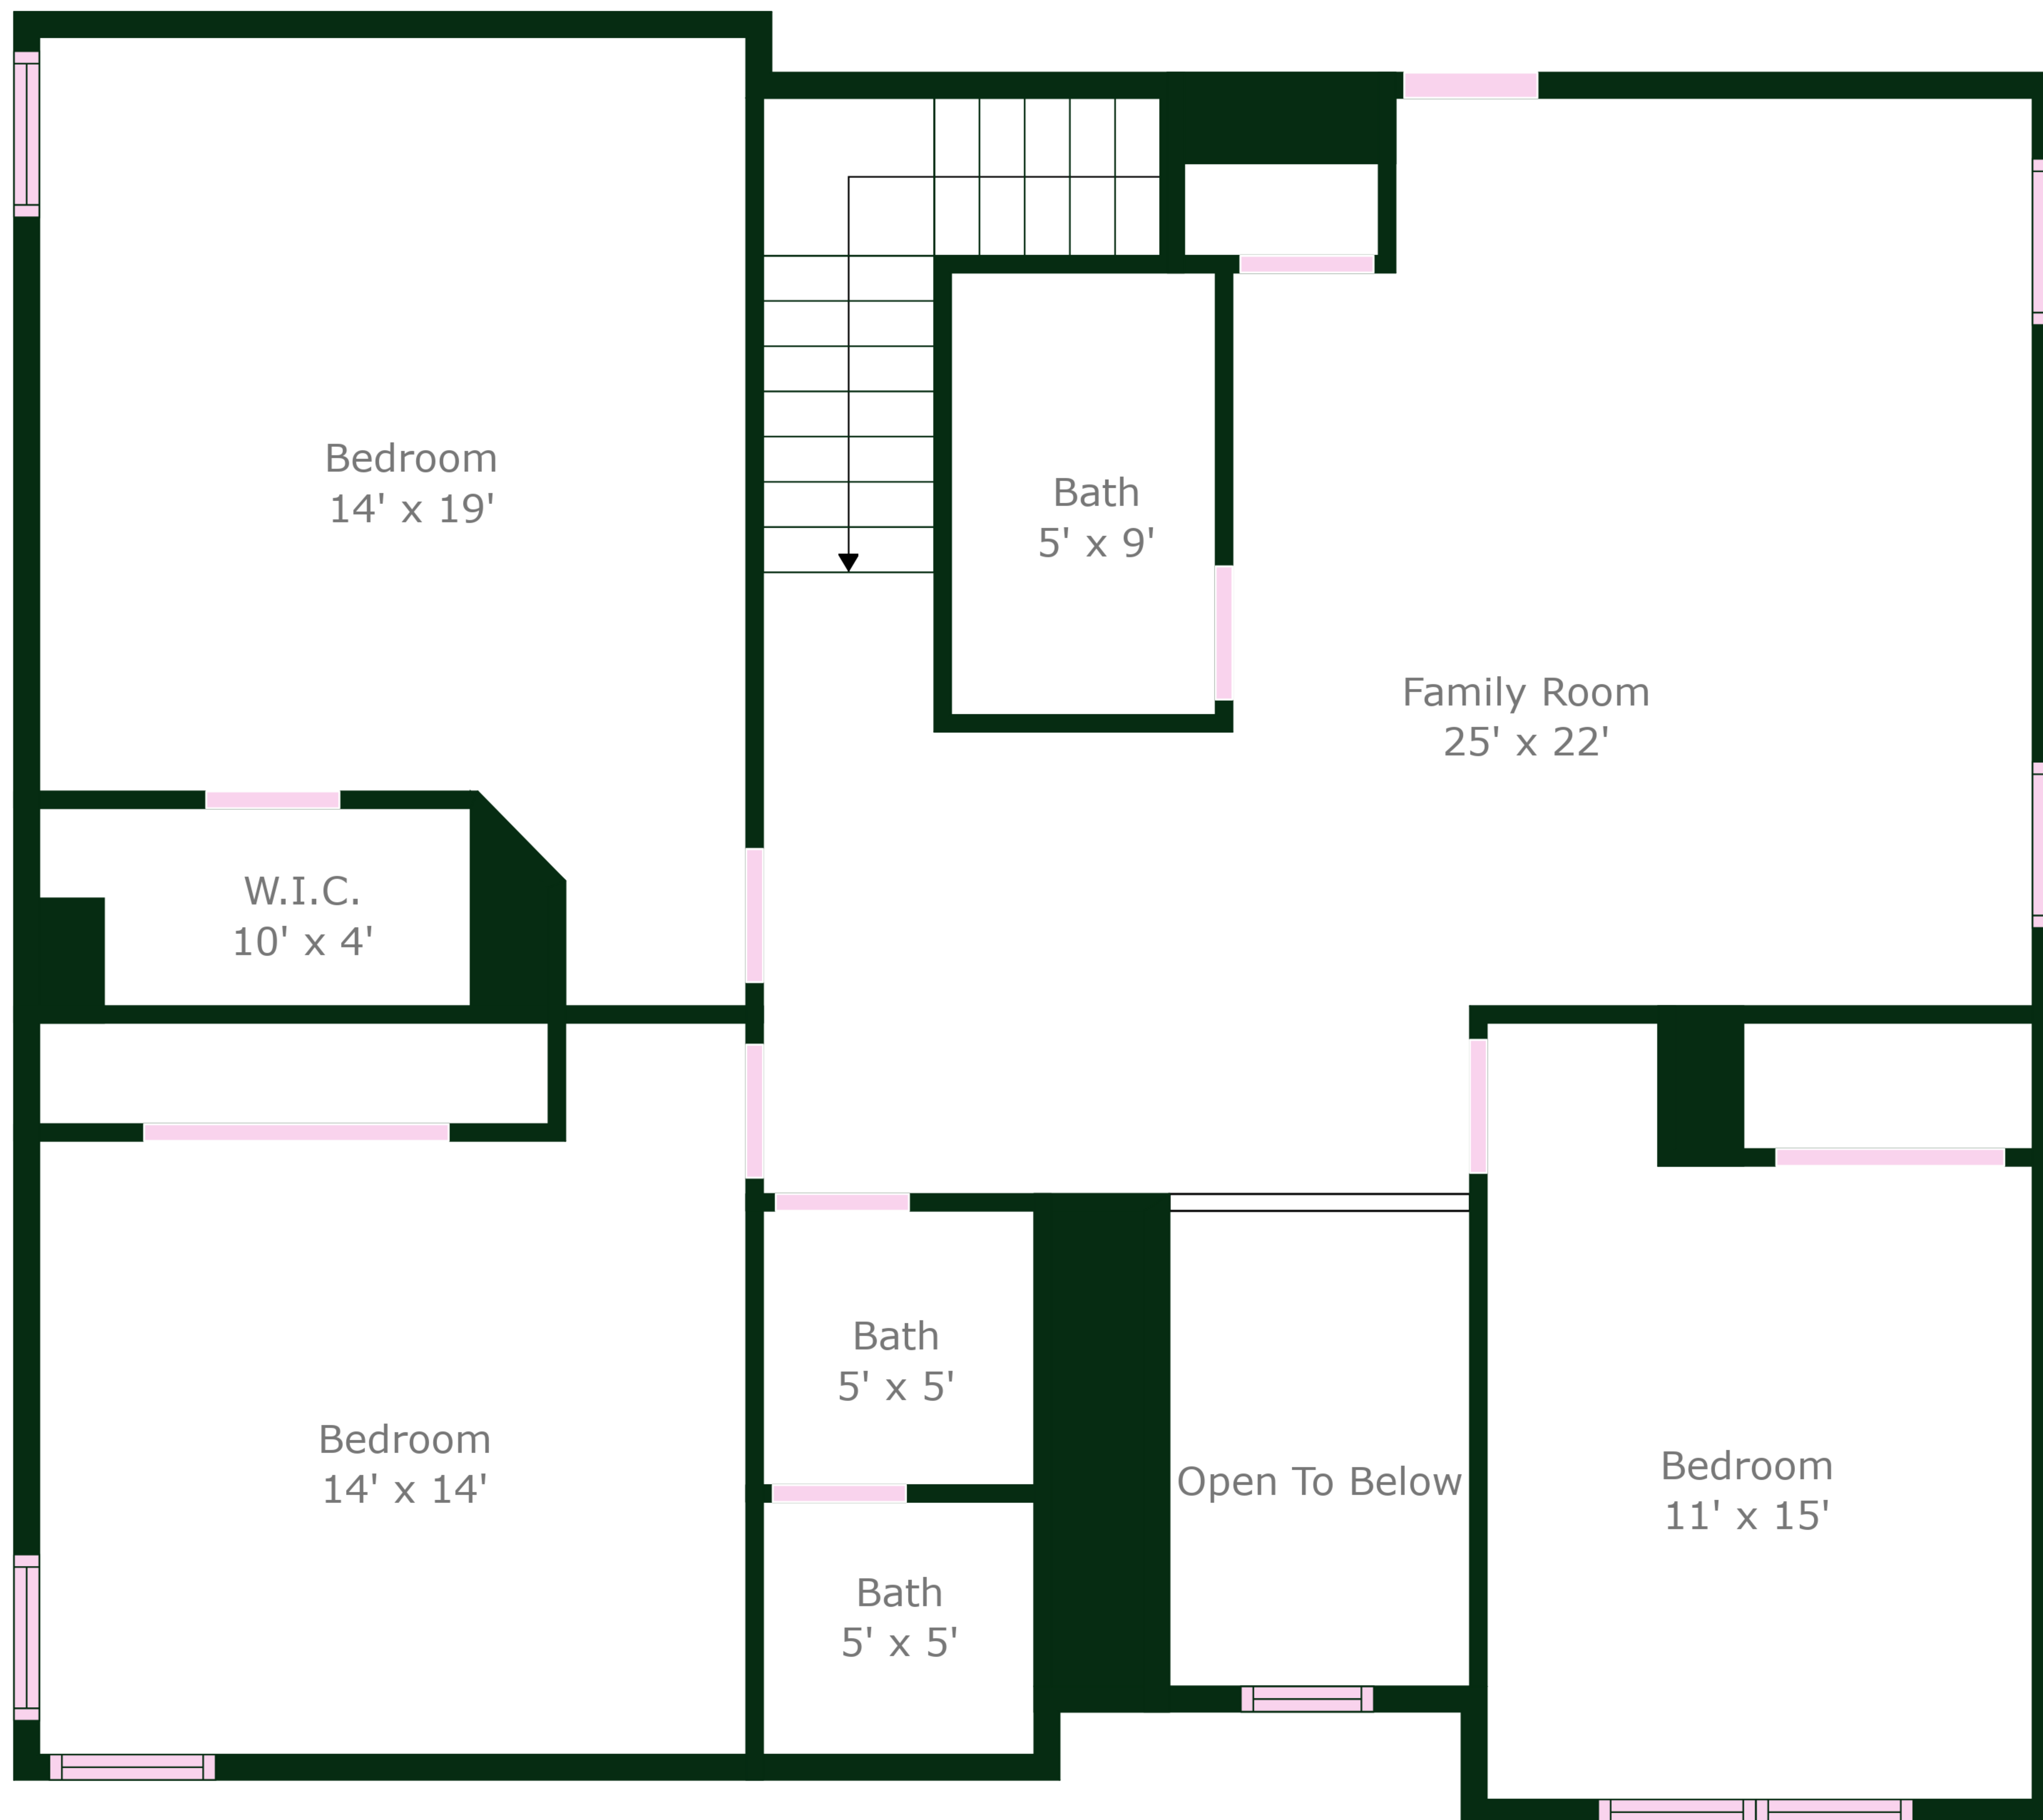 Bedroom
14' x 19'
Bath
5' x 9'
Family Room
25' x 22'
W.I.C.
10' x 4'
Bath
5' x 5'
Bedroom
14' x 14'
Open To Below
Bedroom
11' x 15'
Bath
5' x 5'